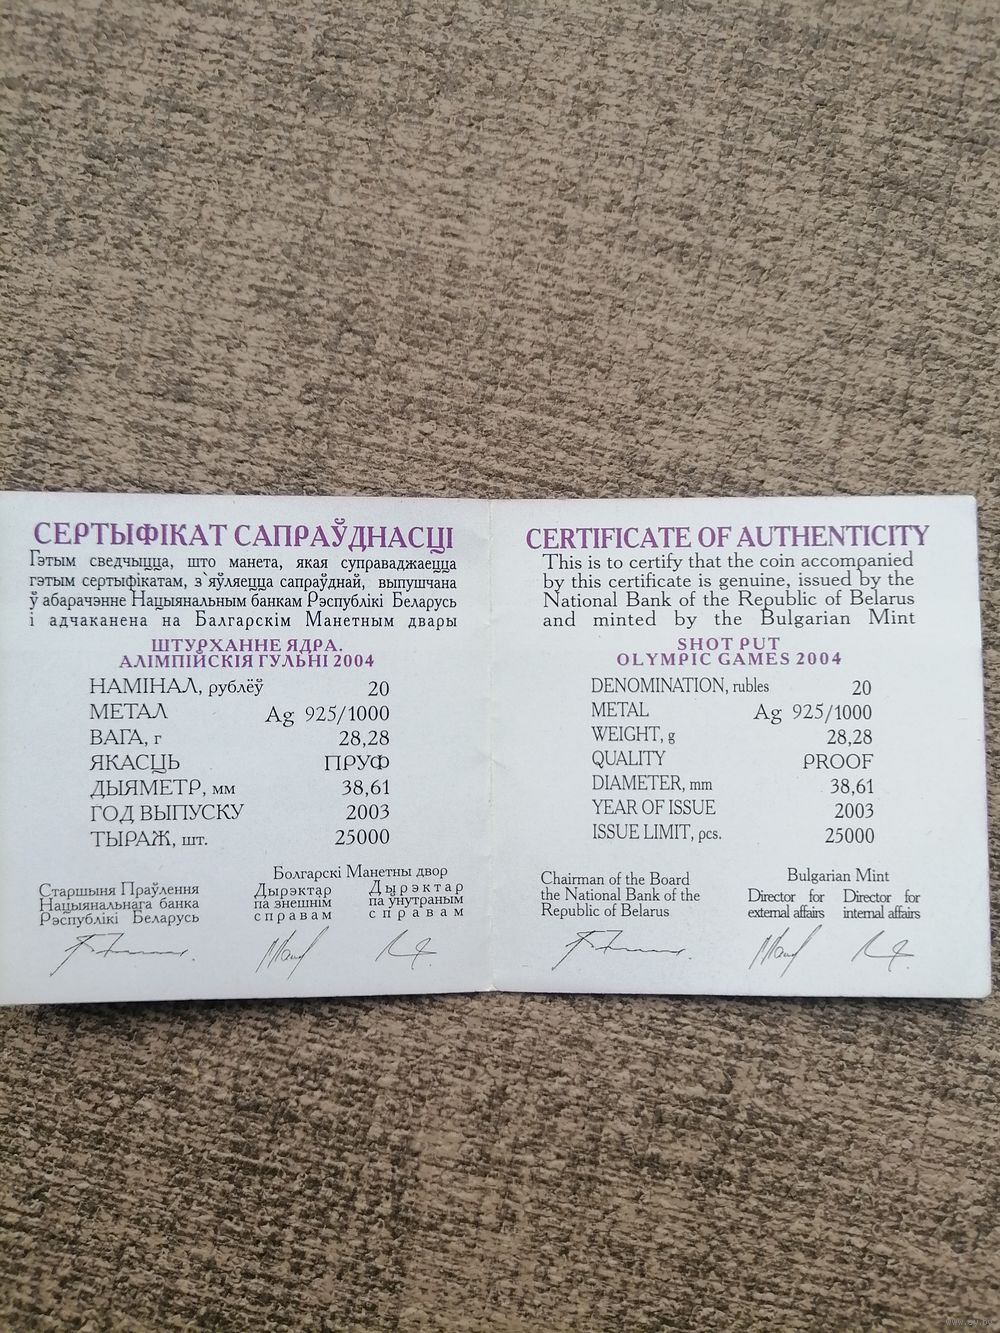 СЕРТЫФІКАТ САПРАЎДНАСЦІ
Гэтым сведчыцца, што манета, якая суправаджаецца
гэтым сертыфікатам, з'яўляецца сапраўднай, выпушчана
ў абарачэнне Нацыянальным банкам Рэспублікі Беларусь
і адчаканена на Балгарскім Манетным двары
ШТУРХАННЕ ЯДРА.
АЛІМПІЙСКІЯ ГУЛЬНІ 2004
НАМІНАЛ, рублёў 20
МЕТАЛ Ag 925/1000
ВАГА, г 28,28
ЯКАСЦЬ ПРУФ
ДЫЯМЕТР, мм 38,61
ГОД ВЫПУСКУ 2003
ТЫРАЖ, шт. 25000
Старшыня Праўлення
Нацыянальнага банка
Рэспублікі Беларусь
Болгарскі Манетны двор
Дырэктар
па знешнім
справам
Дырэктар
па ўнутраным
справам
CERTIFICATE OF AUTHENTICITY
This is to certify that the coin accompanied
by this certificate is genuine, issued by the
National Bank of the Republic of Belarus
and minted by the Bulgarian Mint
SHOT PUT
OLYMPIC GAMES 2004
DENOMINATION, rubles 20
METAL Ag 925/1000
WEIGHT, g 28,28
QUALITY PROOF
DIAMETER, mm 38,61
YEAR OF ISSUE 2003
ISSUE LIMIT, pcs. 25000
Chairman of the Board
the National Bank of the
Republic of Belarus
Bulgarian Mint
Director for
external affairs
Director for
internal affairs